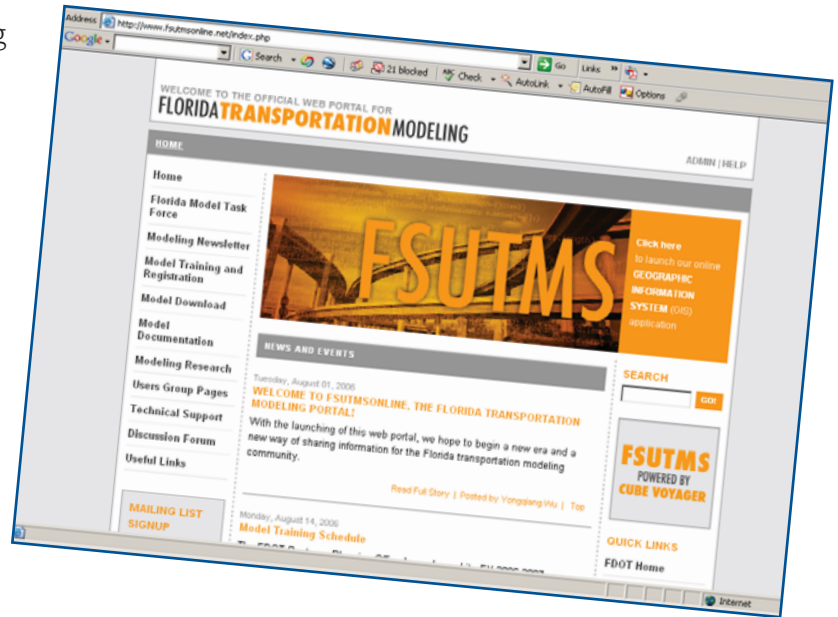 g
Address http://www.fsutmsonline.net/index.php Go Links »
Google Search 21 blocked ABC Check AutoLink AutoFill Options
WELCOME TO THE OFFICIAL WEB PORTAL FOR
FLORIDATRANSPORTATIONMODELING
ADMIN | HELP
HOME
Home
Florida Model Task
Force
Modeling Newsletter
Model Training and
Registration
Model Download
Model
Documentation
Modeling Research
Users Group Pages
Technical Support
Discussion Forum
Useful Links
MAILING LIST
SIGNUP
FSUTMS
Click here
to launch our online
GEOGRAPHIC
INFORMATION
SYSTEM (GIS)
application
NEWS AND EVENTS
Tuesday, August 01, 2006
WELCOME TO FSUTMSONLINE, THE FLORIDA TRANSPORTATION
MODELING PORTAL!
With the launching of this web portal, we hope to begin a new era and a
new way of sharing information for the Florida transportation modeling
community.
Read Full Story | Posted by Yongqiang Wu | Top
Monday, August 14, 2006
Model Training Schedule
SEARCH
GO!
FSUTMS
POWERED BY
CUBE VOYAGER
QUICK LINKS
FDOT Home
Internet